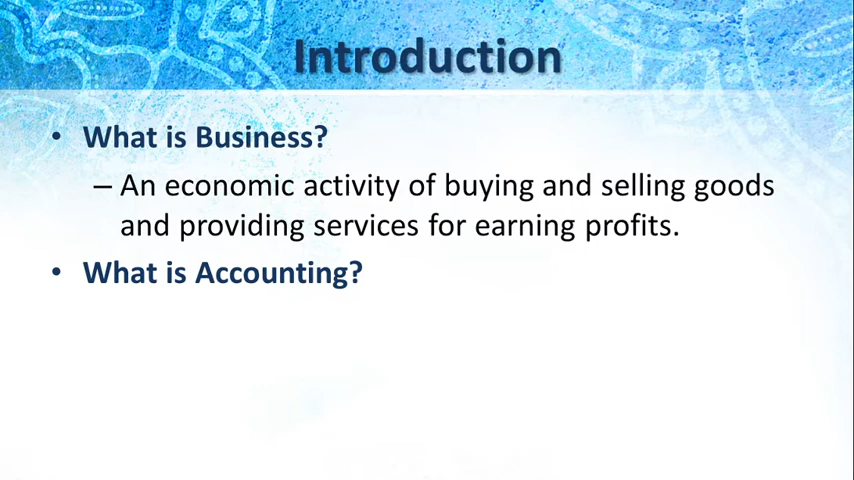 Introduction
• What is Business?
– An economic activity of buying and selling goods
and providing services for earning profits.
• What is Accounting?